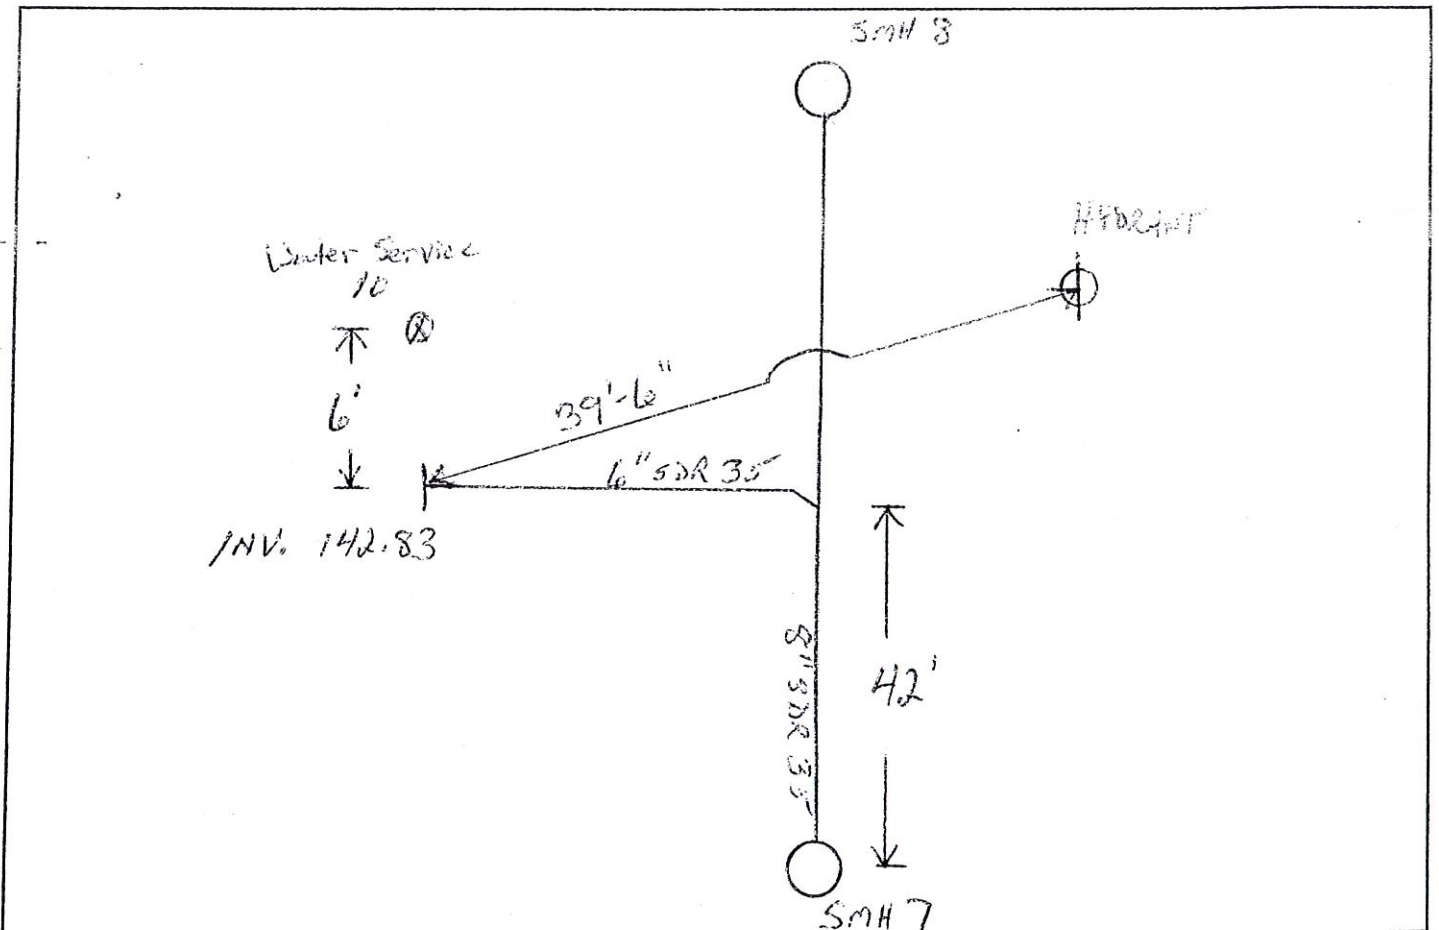 SMH 8
HYDRANT
Water Service
10
6'
39'-6"
6" SDR 35
INV. 142.83
8" SDR 35
42'
SMH 7